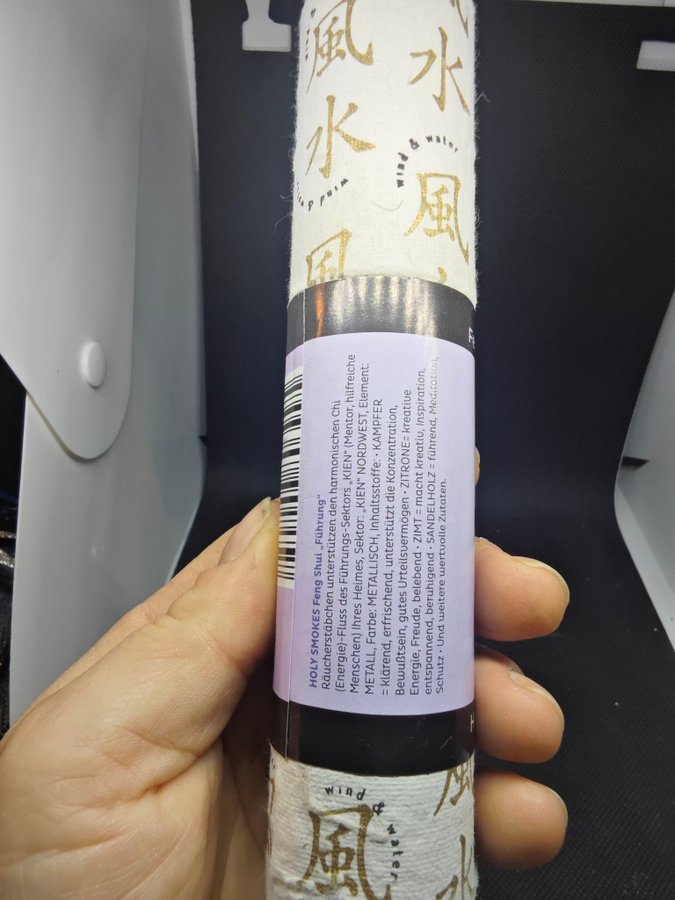 風
水
wind &
風
水
wind & water
風
HOLY SMOKES Feng Shui „Führung"
Räucherstäbchen unterstützen den harmonischen Chi
(Energie)-Fluss des Führungs-Sektors „KIEN" (Mentor, hilfreiche
Menschen) Ihres Heimes, Sektor: „KIEN" NORDWEST, Element:
METALL, Farbe: METALLISCH, Inhaltsstoffe: • KAMPFER
= klärend, erfrischend, unterstützt die Konzentration,
Bewußtsein, gutes Urteilsvermögen • ZITRONE= kreative
Energie, Freude, belebend • ZIMT = macht kreativ, Inspiration,
entspannend, beruhigend • SANDELHOLZ = führend, Meditation,
Schutz • Und weitere wertvolle Zutaten.
wind & water
風
風
水